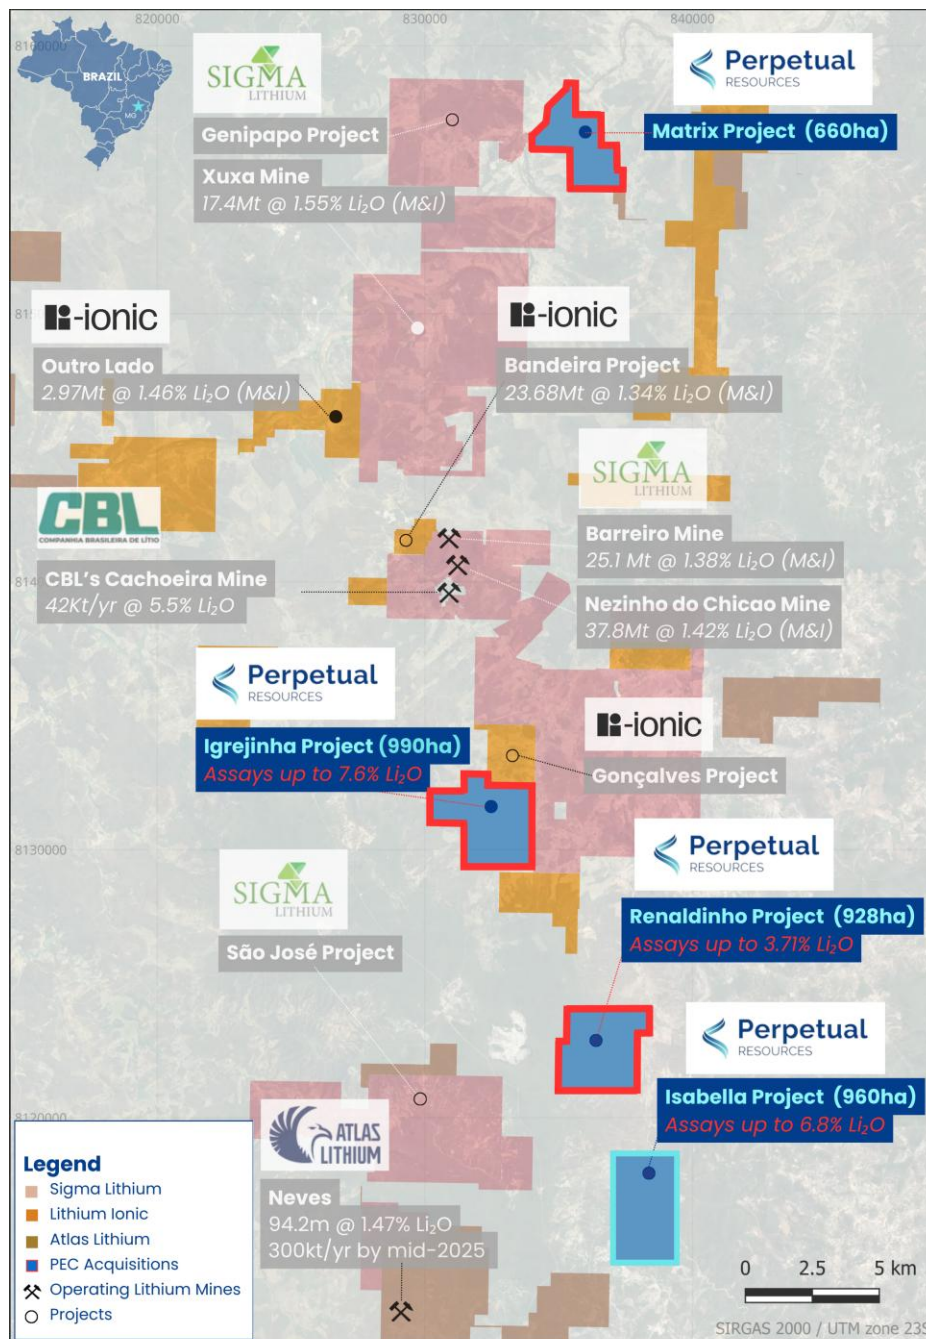 820000
830000
840000
8160000
BRAZIL
MG
SIGMA
LITHIUM
Perpetual
RESOURCES
Genipapo Project
Matrix Project (660ha)
Xuxa Mine
17.4Mt @ 1.55% Li₂O (M&I)
Li-ionic
Li-ionic
Outro Lado
2.97Mt @ 1.46% Li₂O (M&I)
Bandeira Project
23.68Mt @ 1.34% Li₂O (M&I)
SIGMA
LITHIUM
CBL
COMPANHIA BRASILEIRA DE LÍTIO
Barreiro Mine
25.1 Mt @ 1.38% Li₂O (M&I)
CBL's Cachoeira Mine
42Kt/yr @ 5.5% Li₂O
Nezinho do Chicao Mine
37.8Mt @ 1.42% Li₂O (M&I)
Perpetual
RESOURCES
Li-ionic
Igrejinha Project (990ha)
Assays up to 7.6% Li₂O
Gonçalves Project
8130000
Perpetual
RESOURCES
SIGMA
LITHIUM
Renaldinho Project (928ha)
Assays up to 3.71% Li₂O
São José Project
Perpetual
RESOURCES
Isabella Project (960ha)
Assays up to 6.8% Li₂O
8120000
ATLAS
LITHIUM
Neves
94.2m @ 1.47% Li₂O
300kt/yr by mid-2025
Legend
Sigma Lithium
Lithium Ionic
Atlas Lithium
PEC Acquisitions
Operating Lithium Mines
Projects
0 2.5 5 km
SIRGAS 2000 / UTM zone 23S